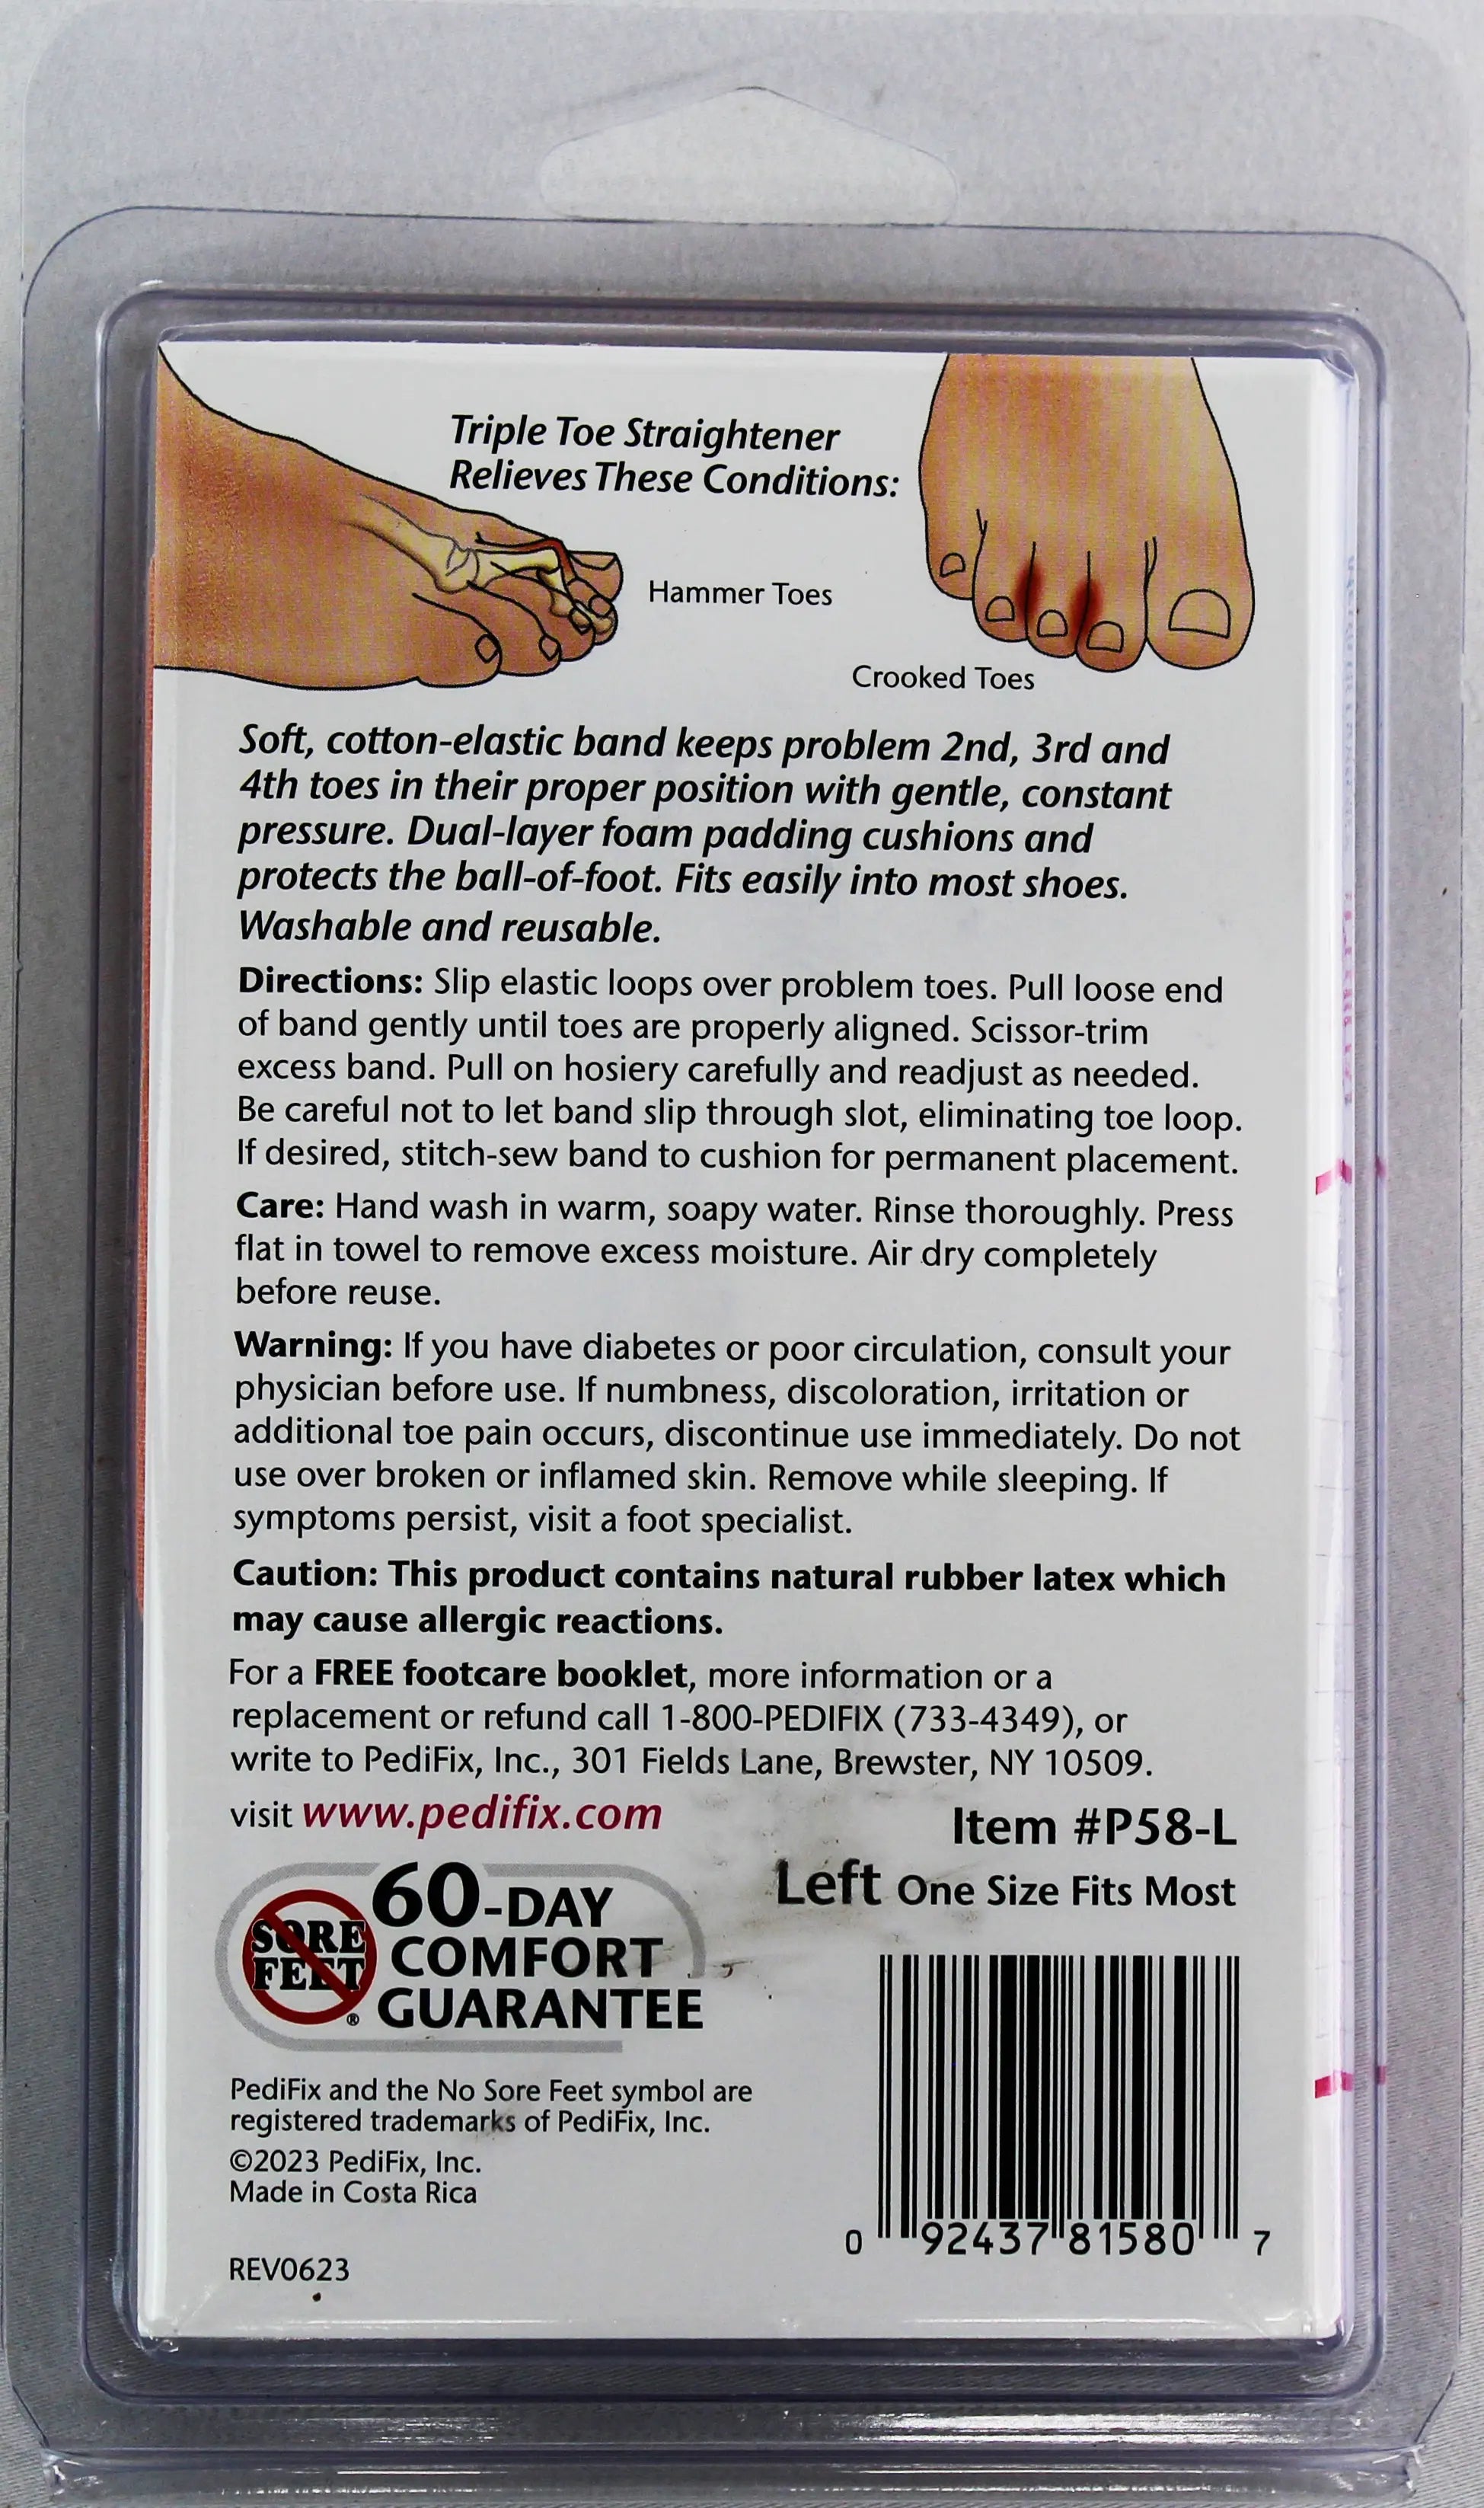 Triple Toe Straightener
Relieves These Conditions:
Hammer Toes
Crooked Toes
Soft, cotton-elastic band keeps problem 2nd, 3rd and
4th toes in their proper position with gentle, constant
pressure. Dual-layer foam padding cushions and
protects the ball-of-foot. Fits easily into most shoes.
Washable and reusable.
Directions: Slip elastic loops over problem toes. Pull loose end
of band gently until toes are properly aligned. Scissor-trim
excess band. Pull on hosiery carefully and readjust as needed.
Be careful not to let band slip through slot, eliminating toe loop.
If desired, stitch-sew band to cushion for permanent placement.
Care: Hand wash in warm, soapy water. Rinse thoroughly. Press
flat in towel to remove excess moisture. Air dry completely
before reuse.
Warning: If you have diabetes or poor circulation, consult your
physician before use. If numbness, discoloration, irritation or
additional toe pain occurs, discontinue use immediately. Do not
use over broken or inflamed skin. Remove while sleeping. If
symptoms persist, visit a foot specialist.
Caution: This product contains natural rubber latex which
may cause allergic reactions.
For a FREE footcare booklet, more information or a
replacement or refund call 1-800-PEDIFIX (733-4349), or
write to PediFix, Inc., 301 Fields Lane, Brewster, NY 10509.
visit www.pedifix.com
Item #P58-L
Left One Size Fits Most
SORE
FEET
®
60-DAY
COMFORT
GUARANTEE
PediFix and the No Sore Feet symbol are
registered trademarks of PediFix, Inc.
©2023 PediFix, Inc.
Made in Costa Rica
REV0623
0 92437 81580 7